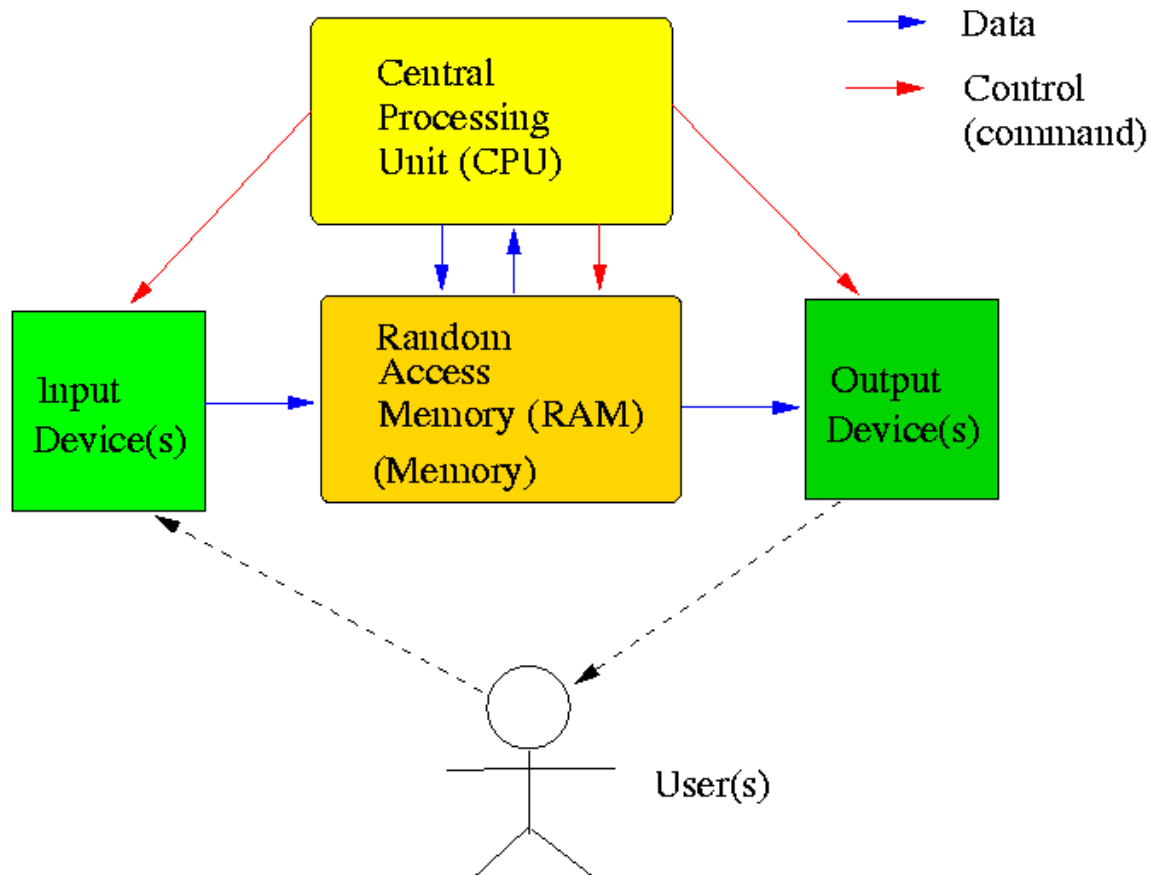 Data
Control
(command)
Central
Processing
Unit (CPU)
Input
Device(s)
Random
Access
Memory (RAM)
(Memory)
Output
Device(s)
User(s)